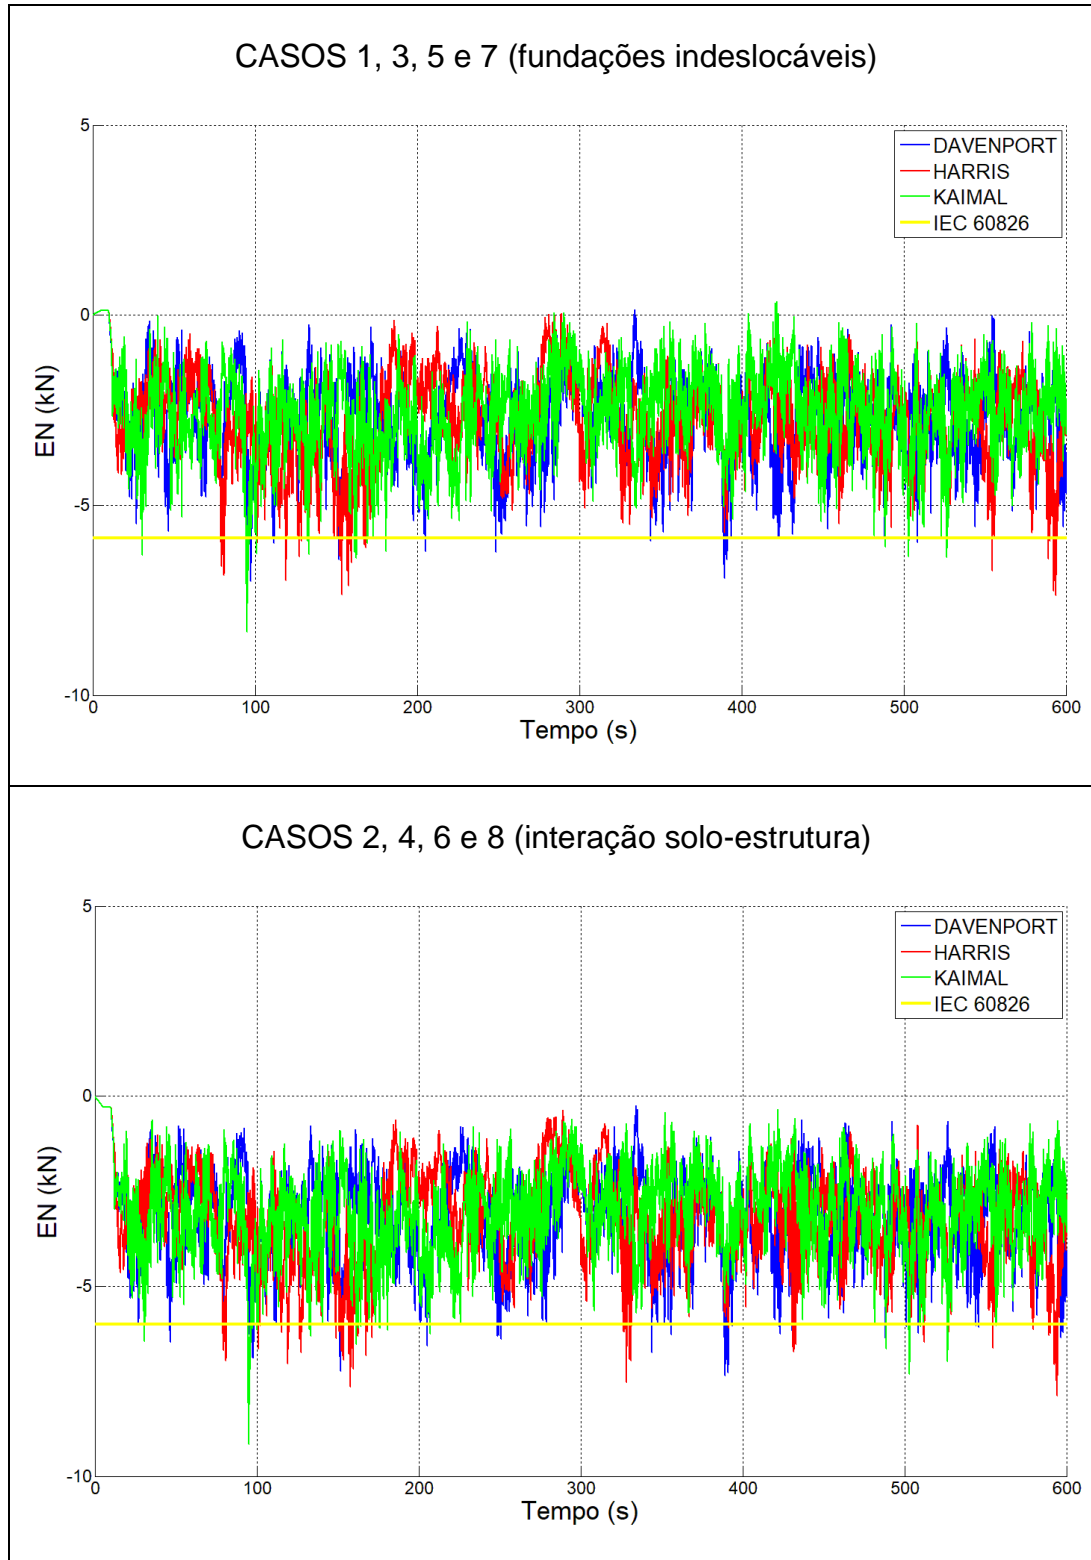 CASOS 1, 3, 5 e 7 (fundações indeslocáveis)
5
DAVENPORT
HARRIS
KAIMAL
IEC 60826
0
EN (kN)
-5
-10
0 100 200 300 400 500 600
Tempo (s)
CASOS 2, 4, 6 e 8 (interação solo-estrutura)
5
DAVENPORT
HARRIS
KAIMAL
IEC 60826
0
EN (kN)
-5
-10
0 100 200 300 400 500 600
Tempo (s)